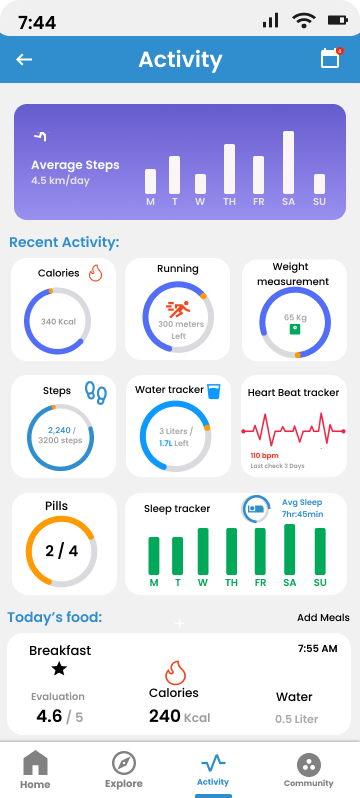 7:44
Activity
Average Steps
4.5 km/day
M T W TH FR SA SU
Recent Activity:
Calories
340 Kcal
Running
300 meters
Left
Weight
measurement
65 Kg
Steps
2,240 /
3200 steps
Water tracker
3 Liters /
1.7L Left
Heart Beat tracker
110 bpm
Last check 3 Days
Pills
2 / 4
Sleep tracker
Avg Sleep
7hr:45min
M T W TH FR SA SU
Today's food:
Add Meals
Breakfast
7:55 AM
Evaluation
4.6 / 5
Calories
240 Kcal
Water
0.5 Liter
Home
Explore
Activity
Community